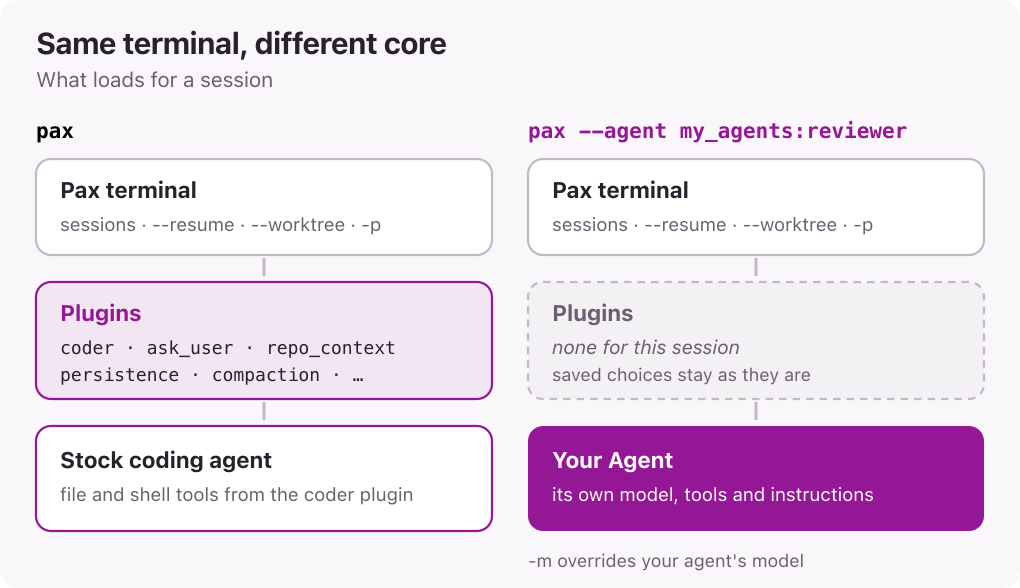 Same terminal, different core
What loads for a session
pax
Pax terminal
sessions · --resume · --worktree · -p
Plugins
coder · ask_user · repo_context
persistence · compaction · …
Stock coding agent
file and shell tools from the coder plugin
pax --agent my_agents:reviewer
Pax terminal
sessions · --resume · --worktree · -p
Plugins
none for this session
saved choices stay as they are
Your Agent
its own model, tools and instructions
-m overrides your agent's model